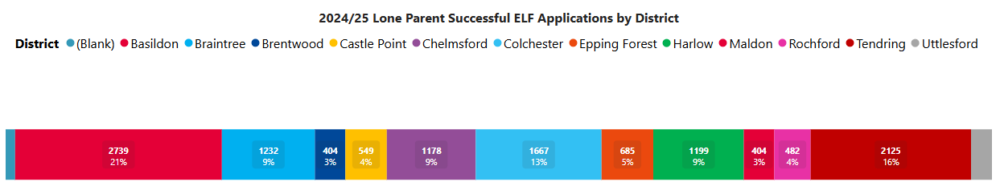 2024/25 Lone Parent Successful ELF Applications by District
District (Blank) Basildon Braintree Brentwood Castle Point Chelmsford Colchester Epping Forest Harlow Maldon Rochford Tendring Uttlesford
2739 1232 404 549 1178 1667 685 1199 404 482 2125
21% 9% 3% 4% 9% 13% 5% 9% 3% 4% 16%